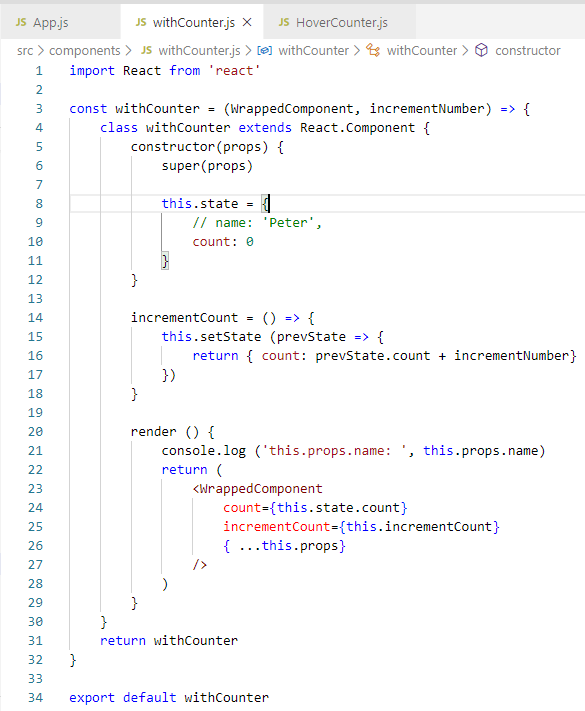 JS App.js JS withCounter.js × JS HoverCounter.js
src > components > JS withCounter.js > withCounter > withCounter > constructor
1 import React from 'react'
2
3 const withCounter = (WrappedComponent, incrementNumber) => {
4     class withCounter extends React.Component {
5         constructor(props) {
6             super(props)
7
8             this.state = {
9                 // name: 'Peter',
10                 count: 0
11             }
12         }
13
14         incrementCount = () => {
15             this.setState (prevState => {
16                 return { count: prevState.count + incrementNumber}
17             })
18         }
19
20         render () {
21             console.log ('this.props.name: ', this.props.name)
22             return (
23                 <WrappedComponent
24                     count={this.state.count}
25                     incrementCount={this.incrementCount}
26                     { ...this.props}
27                 />
28             )
29         }
30     }
31     return withCounter
32 }
33
34 export default withCounter